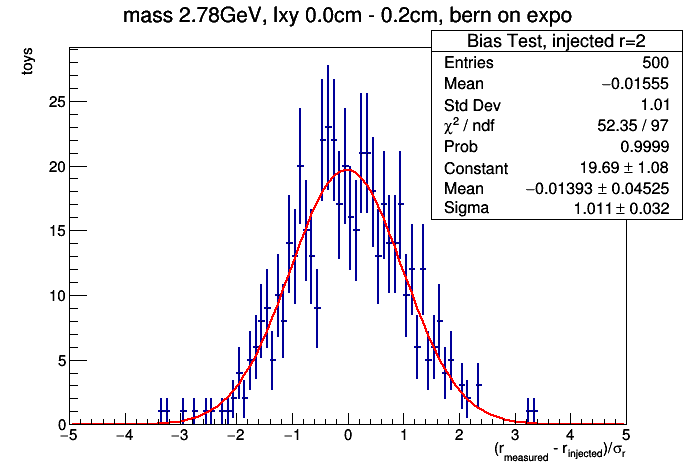 mass 2.78GeV, lxy 0.0cm - 0.2cm, bern on expo
toys
Bias Test, injected r=2
Entries 500
Mean −0.01555
Std Dev 1.01
χ² / ndf 52.35 / 97
Prob 0.9999
Constant 19.69 ± 1.08
Mean −0.01393 ± 0.04525
Sigma 1.011 ± 0.032
25
20
15
10
5
0
−5 −4 −3 −2 −1 0 1 2 3 4 5
(r_measured - r_injected)/σ_r